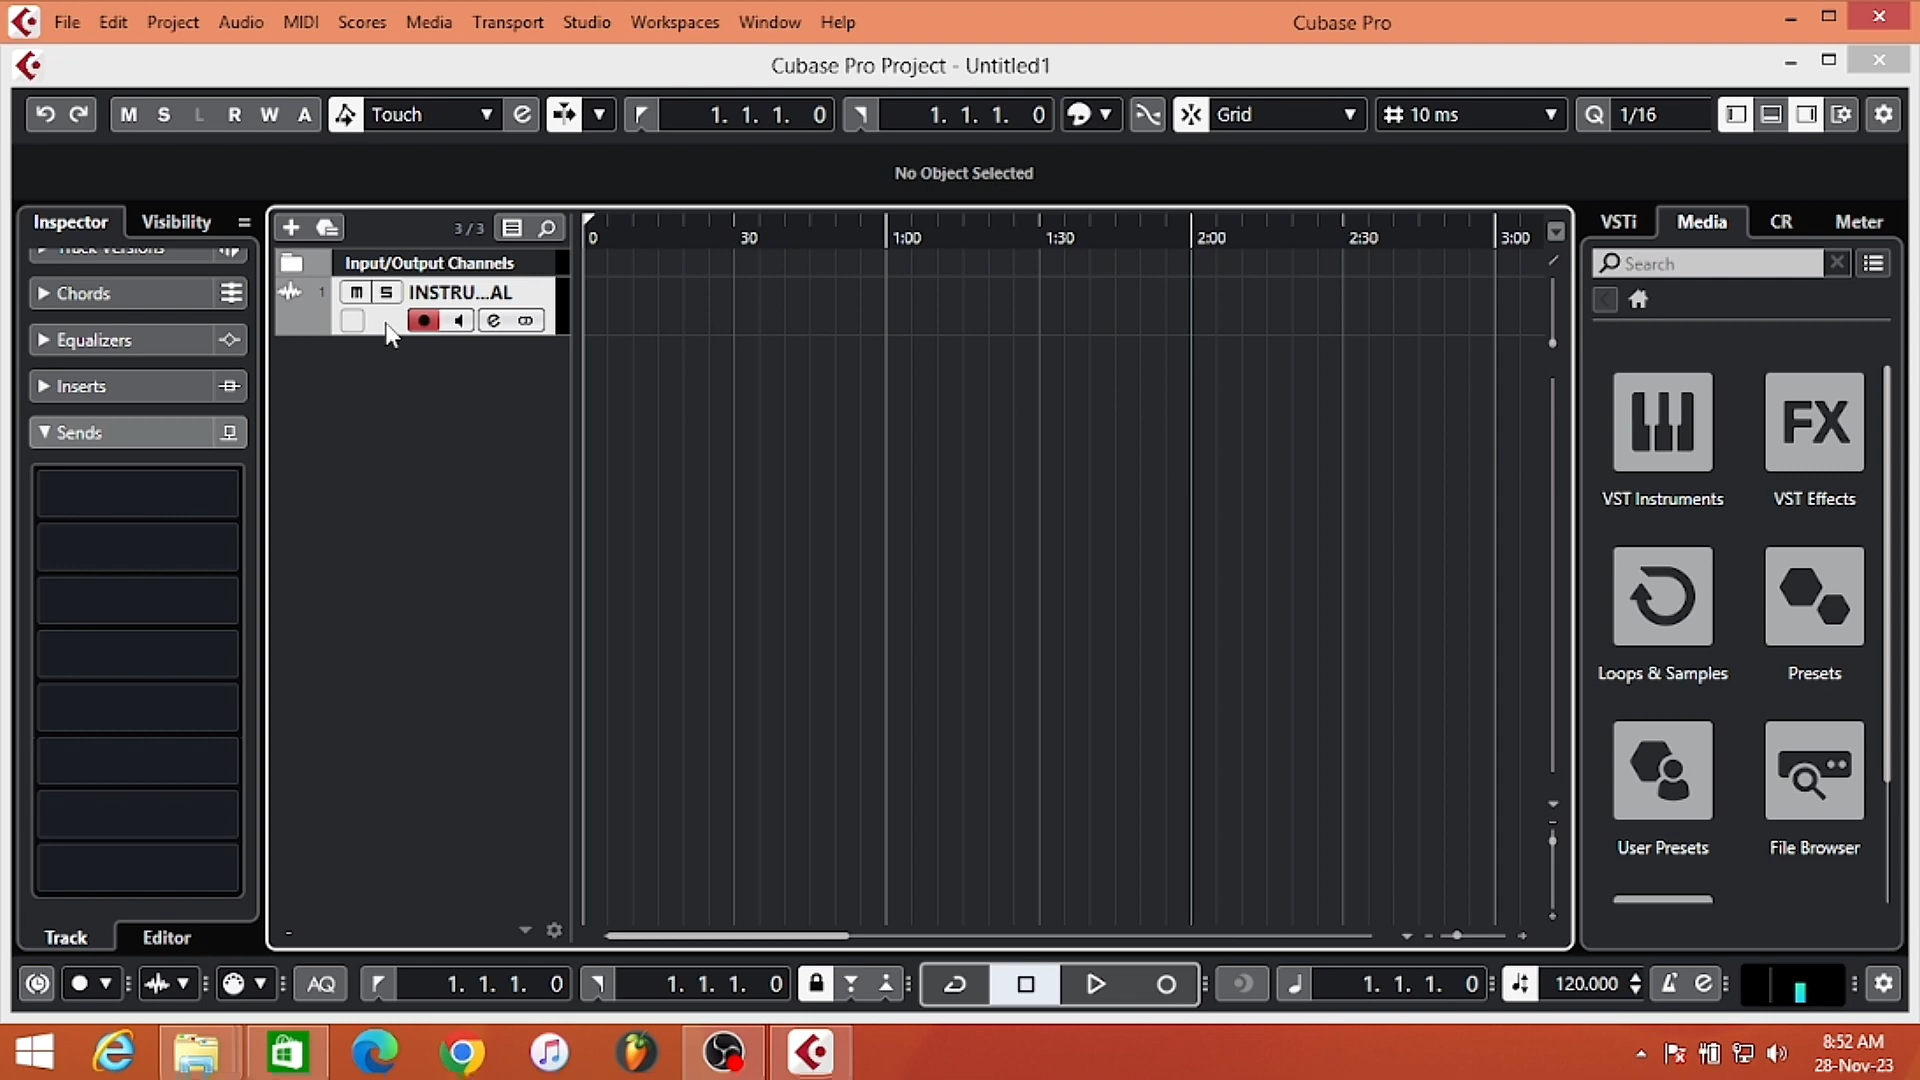 File Edit Project Audio MIDI Scores Media Transport Studio Workspaces Window Help Cubase Pro
Cubase Pro Project - Untitled1
M S L R W A Touch 1. 1. 1. 0 1. 1. 1. 0 Grid 10 ms Q 1/16
No Object Selected
Inspector Visibility
3/3
0 30 1:00 1:30 2:00 2:30 3:00
VSTi Media CR Meter
Track Versions
Input/Output Channels
Search
Chords
1 m S INSTRU...AL
e
Equalizers
Inserts
Sends
FX
VST Instruments VST Effects
Loops & Samples Presets
User Presets File Browser
Track Editor
AQ 1. 1. 1. 0 1. 1. 1. 0 1. 1. 1. 0 120.000
8:52 AM
28-Nov-23